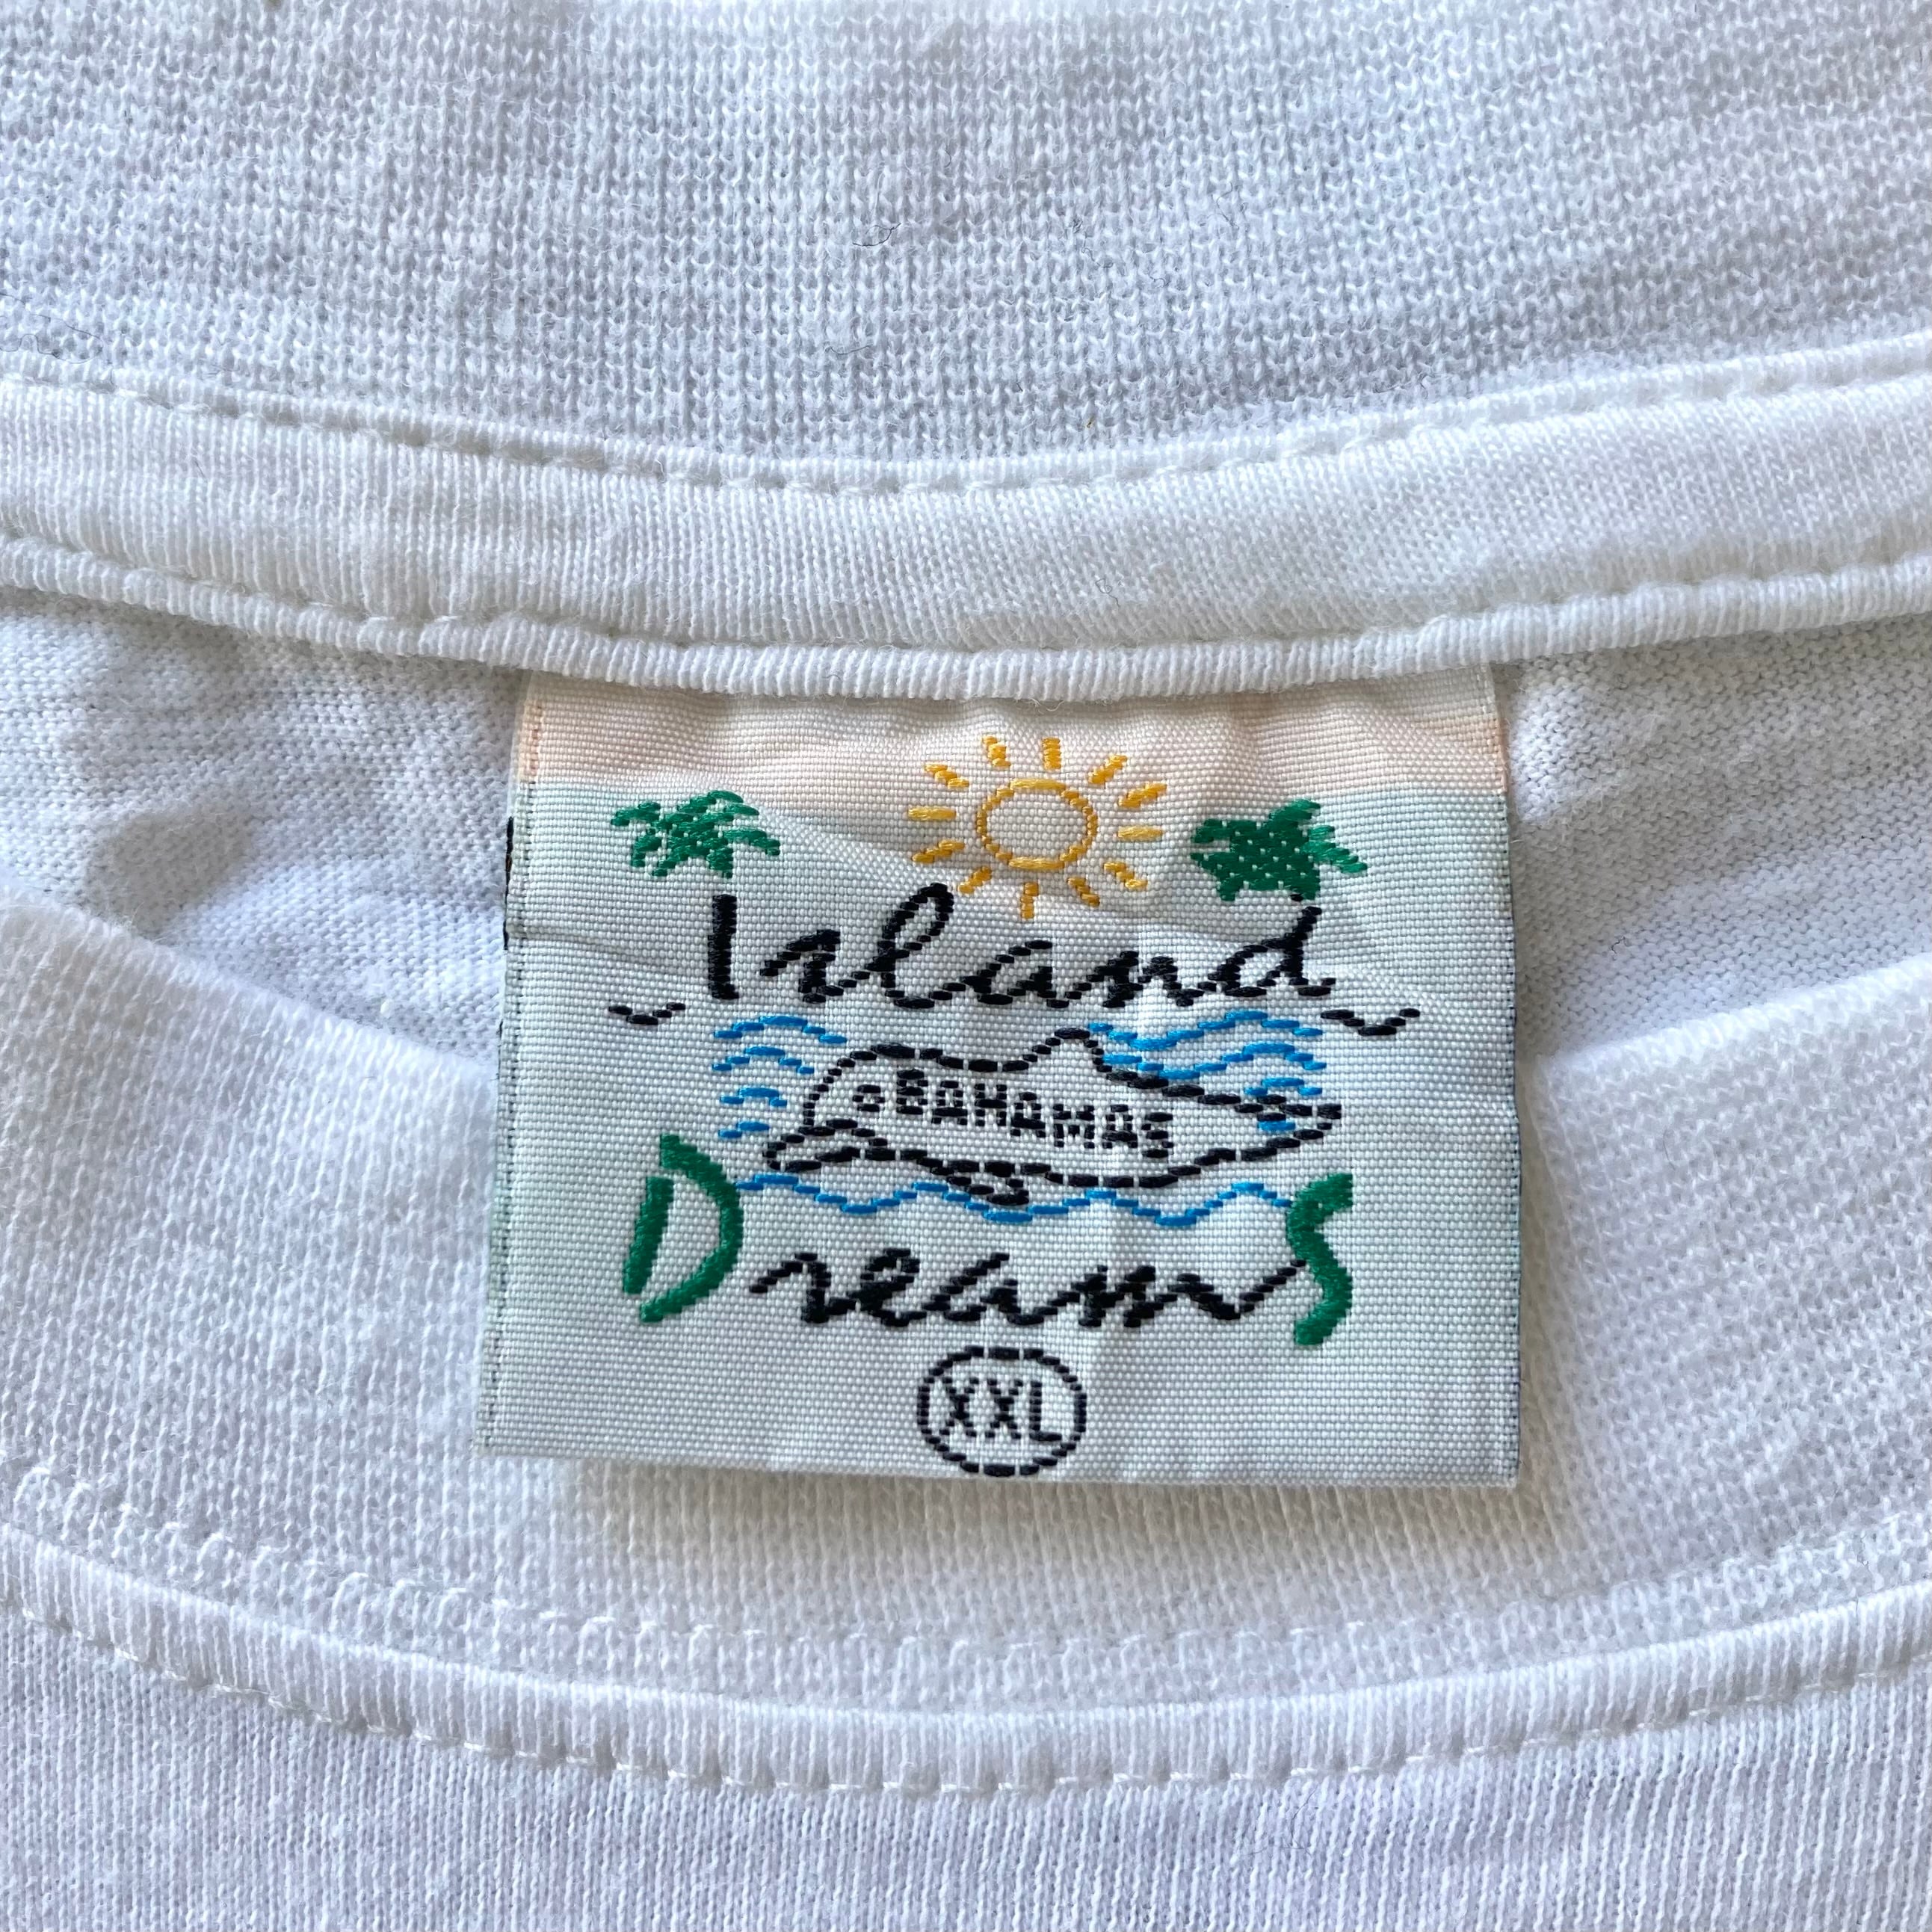 Island
BAHAMAS
DreamS
XXL